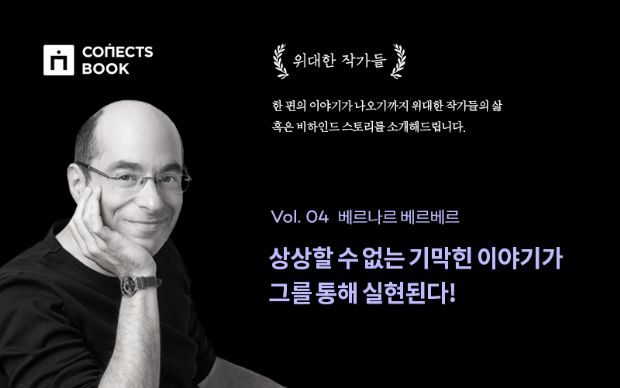 CONECTS
BOOK
위대한 작가들
한 편의 이야기가 나오기까지 위대한 작가들의 삶
혹은 비하인드 스토리를 소개해드립니다.
Vol. 04 베르나르 베르베르
상상할 수 없는 기막힌 이야기가
그를 통해 실현된다!